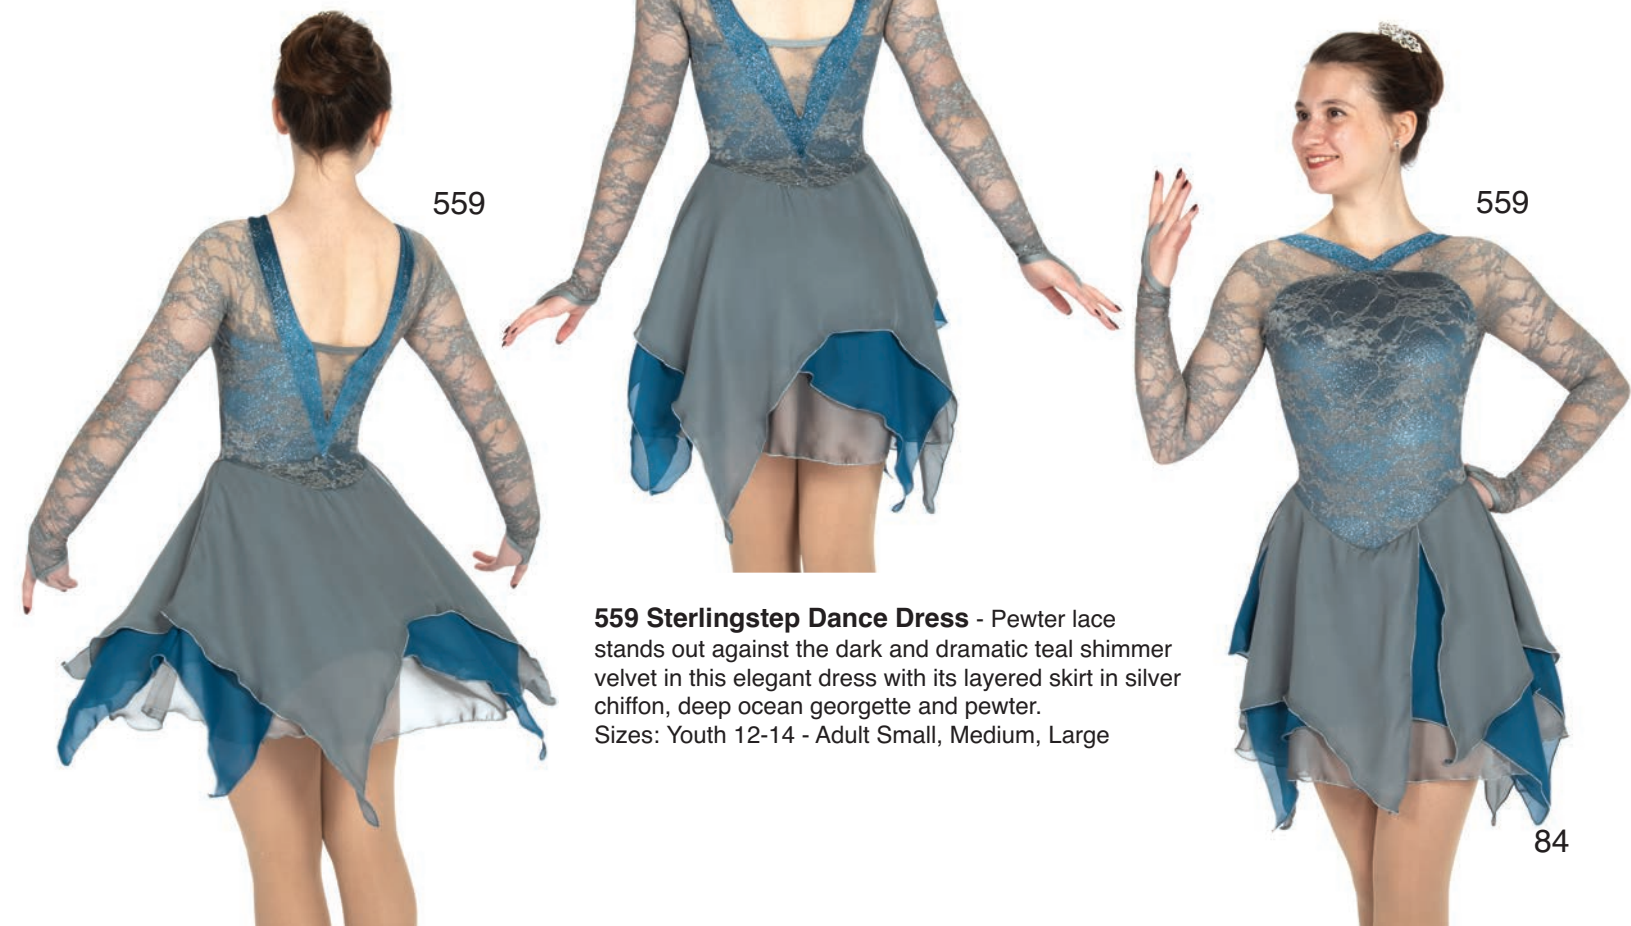 559
559
559 Sterlingstep Dance Dress - Pewter lace
stands out against the dark and dramatic teal shimmer
velvet in this elegant dress with its layered skirt in silver
chiffon, deep ocean georgette and pewter.
Sizes: Youth 12-14 - Adult Small, Medium, Large
84